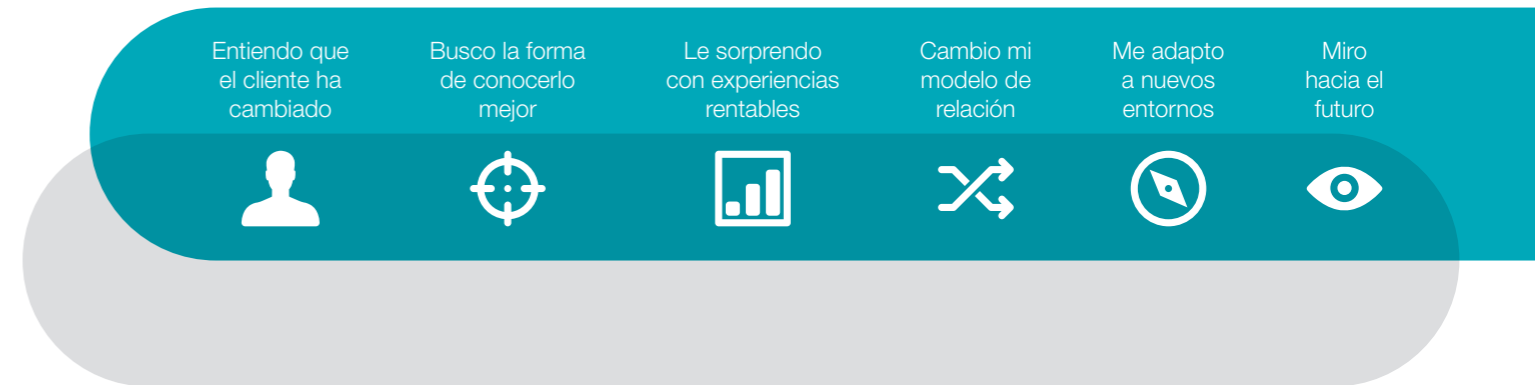 Entiendo que
el cliente ha
cambiado
Busco la forma
de conocerlo
mejor
Le sorprendo
con experiencias
rentables
Cambio mi
modelo de
relación
Me adapto
a nuevos
entornos
Miro
hacia el
futuro